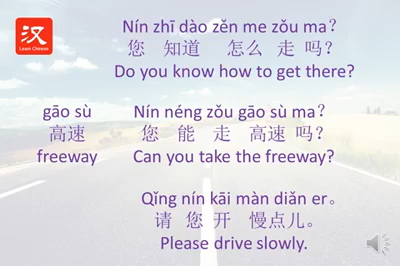 汉
Learn Chinese
Nín zhī dào zěn me zǒu ma?
您 知道 怎么 走 吗?
Do you know how to get there?
gāo sù
高速
freeway
Nín néng zǒu gāo sù ma?
您 能 走 高速 吗?
Can you take the freeway?
Qǐng nín kāi màn diǎn er。
请 您 开 慢点儿。
Please drive slowly.